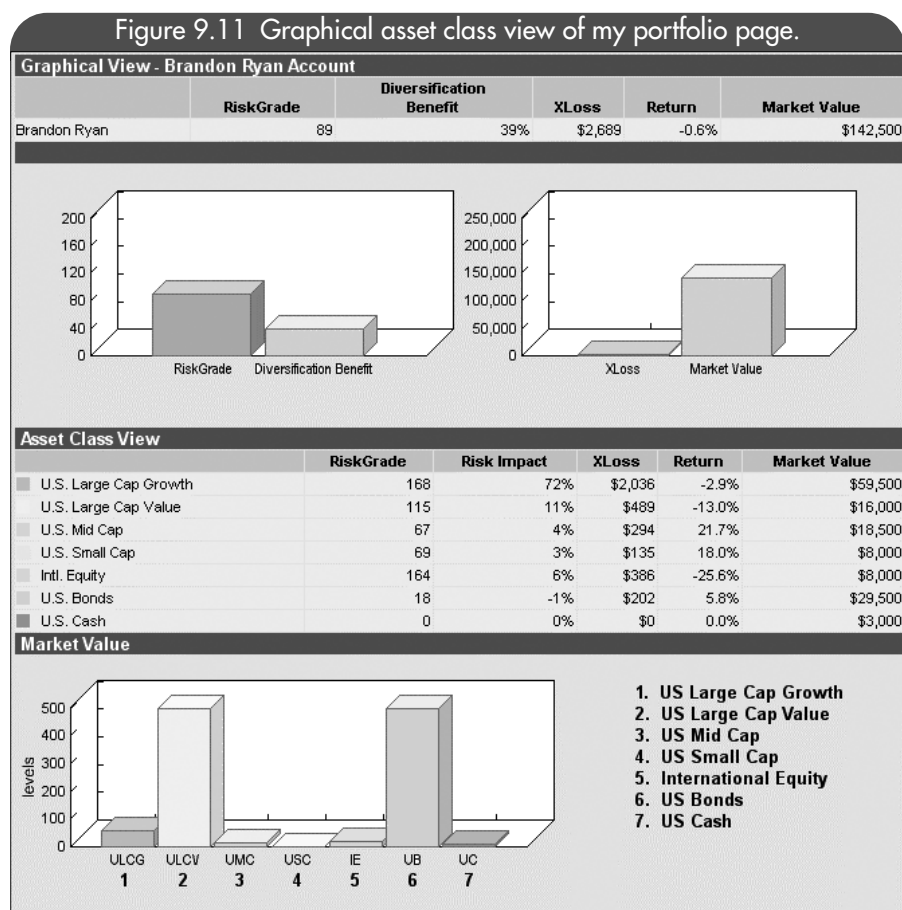 Figure 9.11 Graphical asset class view of my portfolio page.
Graphical View - Brandon Ryan Account
RiskGrade Diversification Benefit XLoss Return Market Value
Brandon Ryan 89 39% $2,689 -0.6% $142,500
200
160
120
80
40
0
RiskGrade Diversification Benefit
250,000
200,000
150,000
100,000
50,000
0
XLoss Market Value
Asset Class View
RiskGrade Risk Impact XLoss Return Market Value
U.S. Large Cap Growth 168 72% $2,036 -2.9% $59,500
U.S. Large Cap Value 115 11% $489 -13.0% $16,000
U.S. Mid Cap 67 4% $294 21.7% $18,500
U.S. Small Cap 69 3% $135 18.0% $8,000
Intl. Equity 164 6% $386 -25.6% $8,000
U.S. Bonds 18 -1% $202 5.8% $29,500
U.S. Cash 0 0% $0 0.0% $3,000
Market Value
levels
500
400
300
200
100
0
ULCG ULCV UMC USC IE UB UC
1 2 3 4 5 6 7
1. US Large Cap Growth
2. US Large Cap Value
3. US Mid Cap
4. US Small Cap
5. International Equity
6. US Bonds
7. US Cash